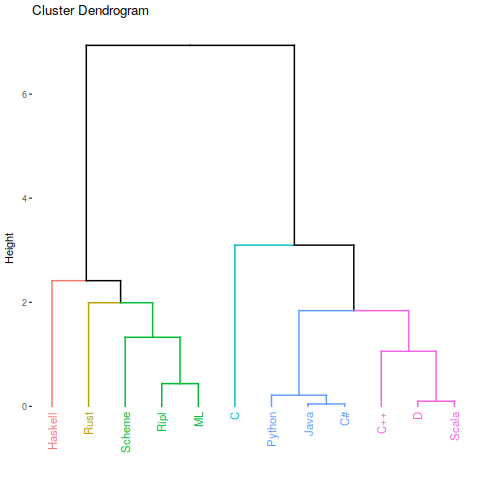 Cluster Dendrogram
Height
6
4
2
0
Haskell
Rust
Scheme
Ripl
ML
C
Python
Java
C#
C++
D
Scala